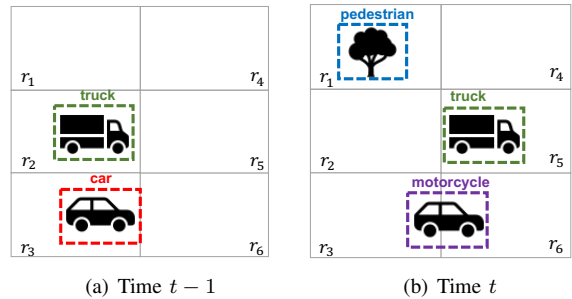 r₁
r₄
truck
r₂
r₅
car
r₃
r₆
(a) Time t − 1
pedestrian
r₁
r₄
truck
r₂
r₅
motorcycle
r₃
r₆
(b) Time t